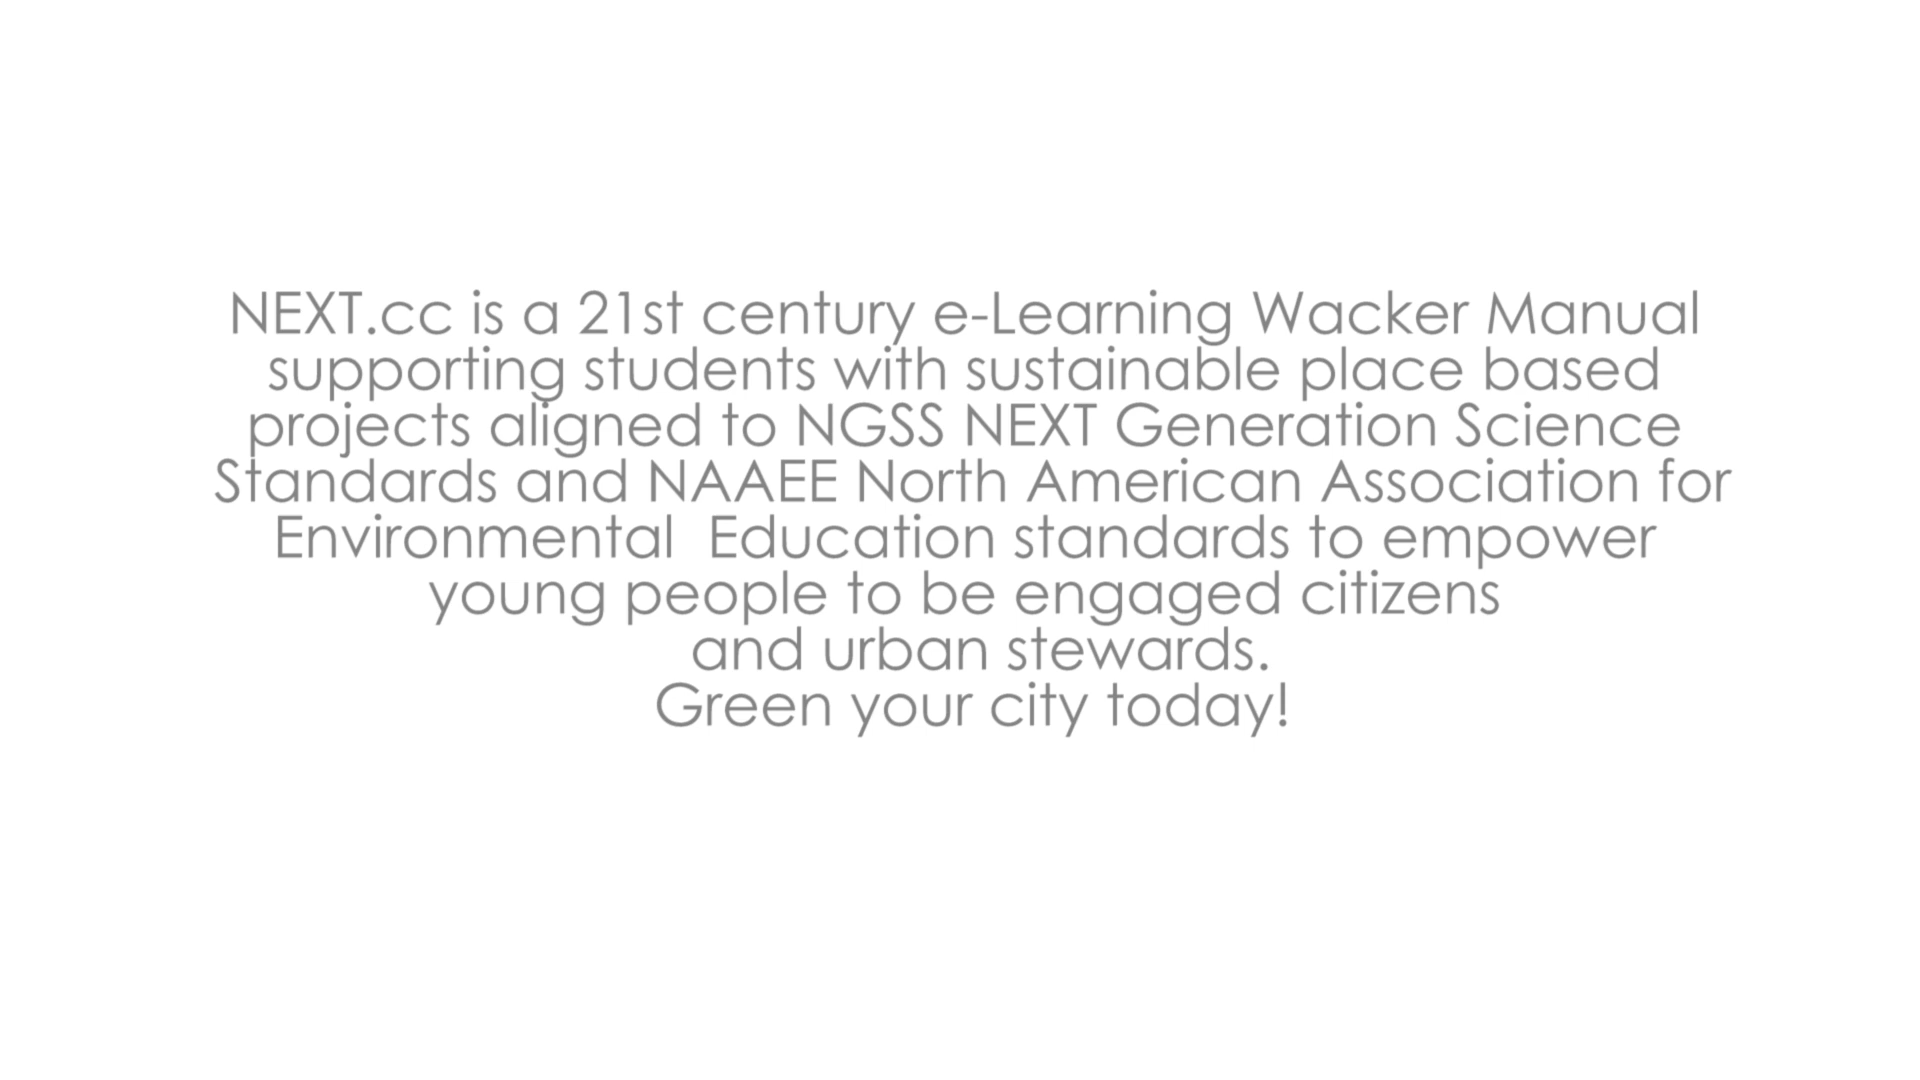 NEXT.cc is a 21st century e-Learning Wacker Manual
supporting students with sustainable place based
projects aligned to NGSS NEXT Generation Science
Standards and NAAEE North American Association for
Environmental  Education standards to empower
young people to be engaged citizens
and urban stewards.
Green your city today!